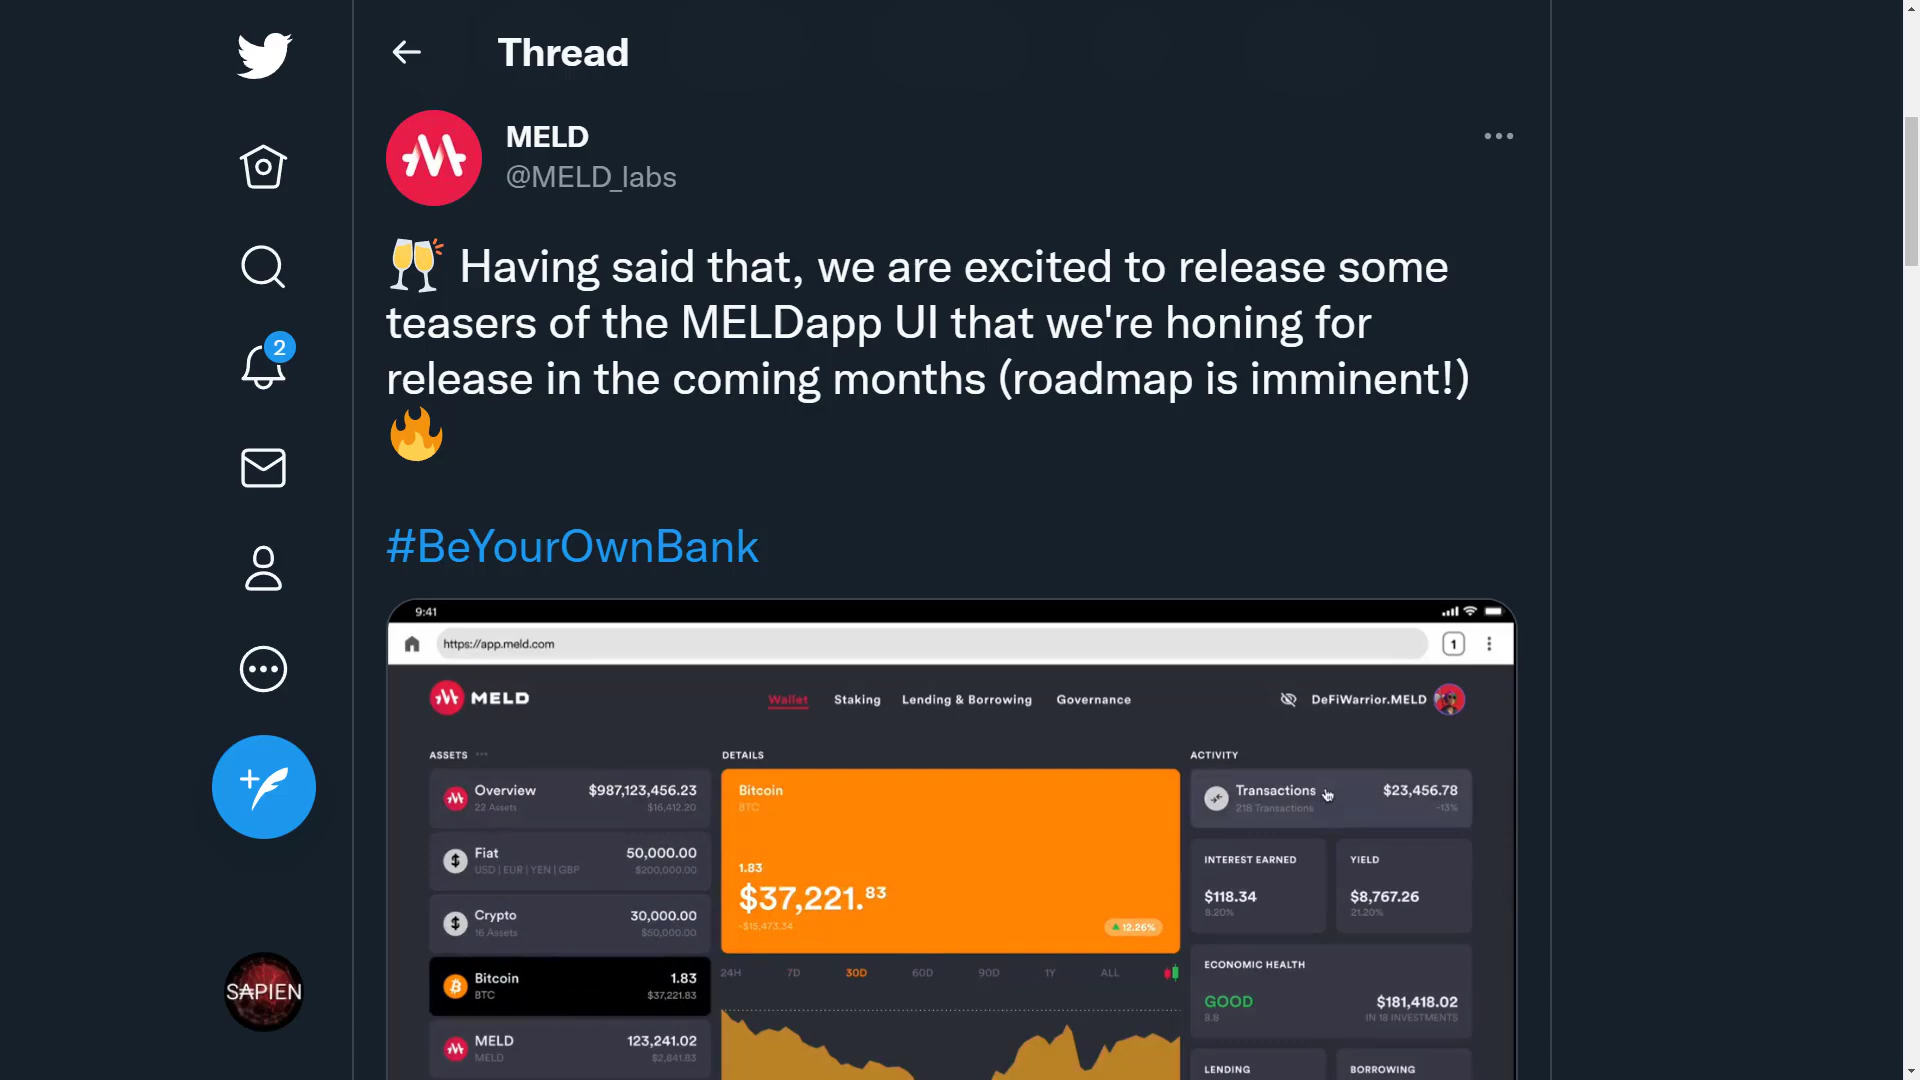 Thread
MELD
@MELD_labs
Having said that, we are excited to release some
teasers of the MELDapp UI that we're honing for
release in the coming months (roadmap is imminent!)
#BeYourOwnBank
2
SAPIEN
9:41
https://app.meld.com
1
MELD
Wallet
Staking
Lending & Borrowing
Governance
DeFiWarrior.MELD
ASSETS
Overview $987,123,456.23
22 Assets $16,412.20
Fiat 50,000.00
USD | EUR | YEN | GBP $200,000.00
Crypto 30,000.00
16 Assets $50,000.00
Bitcoin 1.83
BTC $37,221.83
MELD 123,241.02
MELD $2,841.83
DETAILS
Bitcoin
BTC
1.83
$37,221.83
-$15,473.34
12.26%
24H 7D 30D 60D 90D 1Y ALL
ACTIVITY
Transactions $23,456.78
218 Transactions -13%
INTEREST EARNED
$118.34
8.20%
YIELD
$8,767.26
21.20%
ECONOMIC HEALTH
GOOD $181,418.02
8.8 IN 18 INVESTMENTS
LENDING
BORROWING